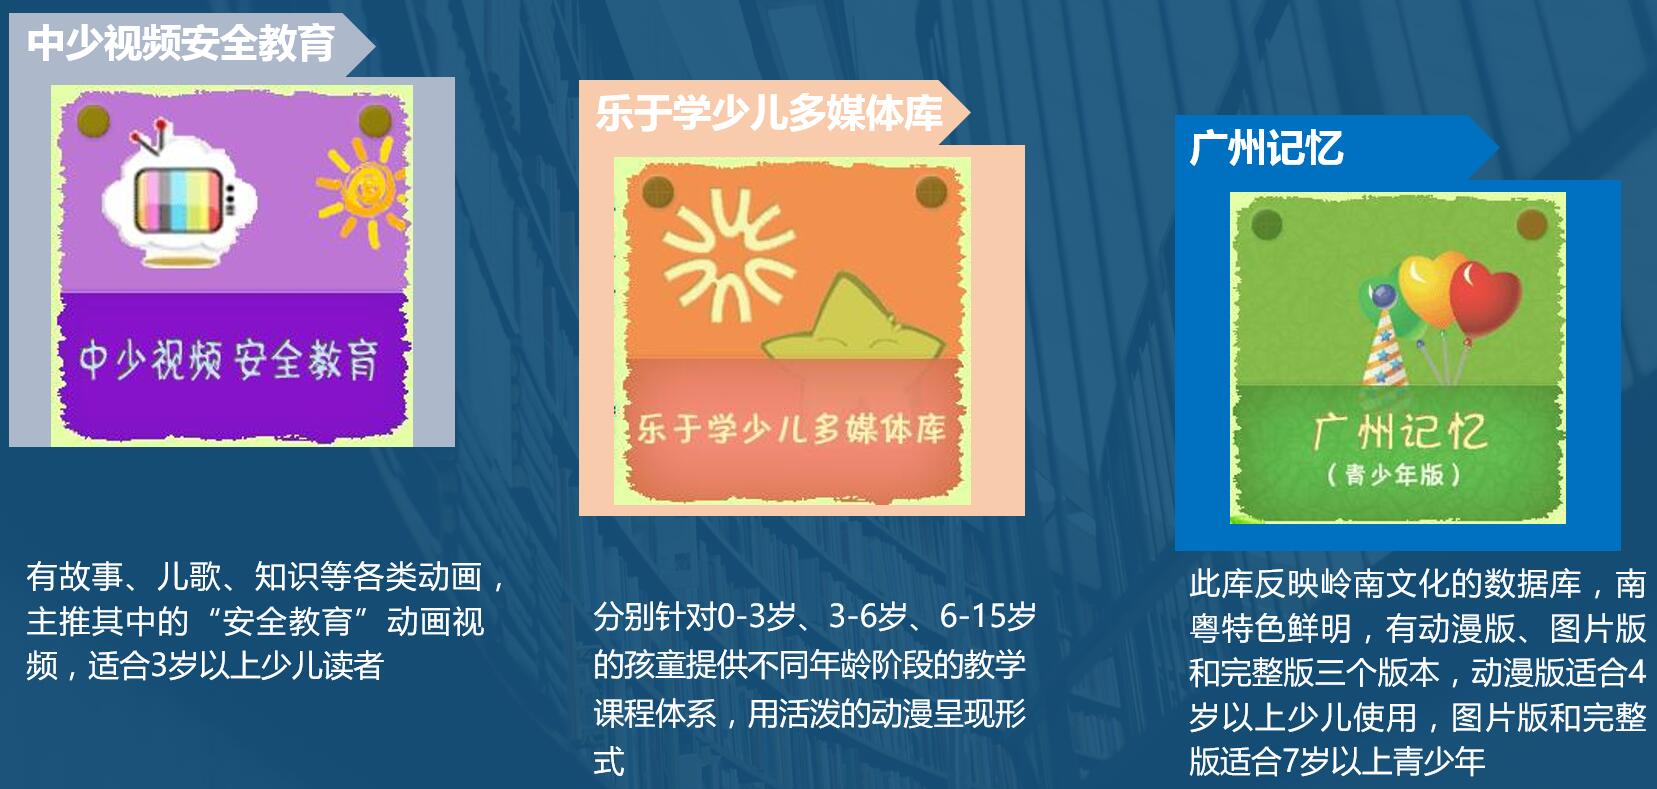 中少视频安全教育
中少视频 安全教育
有故事、儿歌、知识等各类动画，
主推其中的“安全教育”动画视
频，适合3岁以上少儿读者
乐于学少儿多媒体库
乐于学少儿多媒体库
分别针对0-3岁、3-6岁、6-15岁
的孩童提供不同年龄阶段的教学
课程体系，用活泼的动漫呈现形
式
广州记忆
广州记忆
（青少年版）
此库反映岭南文化的数据库，南
粤特色鲜明，有动漫版、图片版
和完整版三个版本，动漫版适合4
岁以上少儿使用，图片版和完整
版适合7岁以上青少年